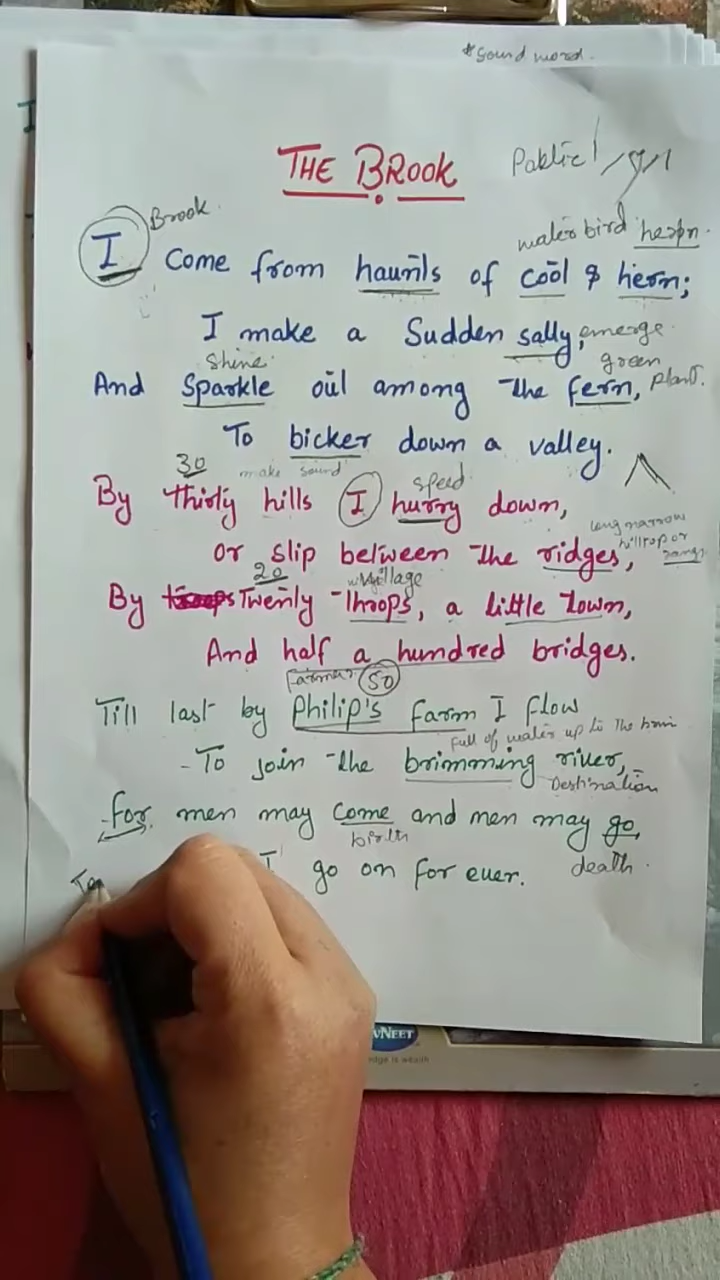 *Sound word.
THE BROOK
Brook
water bird hern.
I Come from haunts of cool & hern;
I make a Sudden sally, emerge
Shine green
And Sparkle out among the fern, plant.
To bicker down a valley.
30 make sound speed
By thirty hills I hurry down,
long narrow
hilltop or
or slip between the ridges, range
20 village
By Twenty Throps, a little town,
And half a hundred bridges.
farmer 50
Till last by Philip's farm I flow
full of water up to the brim
To join the brimming river,
Destination
for men may come and men may go,
birth death.
I go on for ever.
NAVNEET